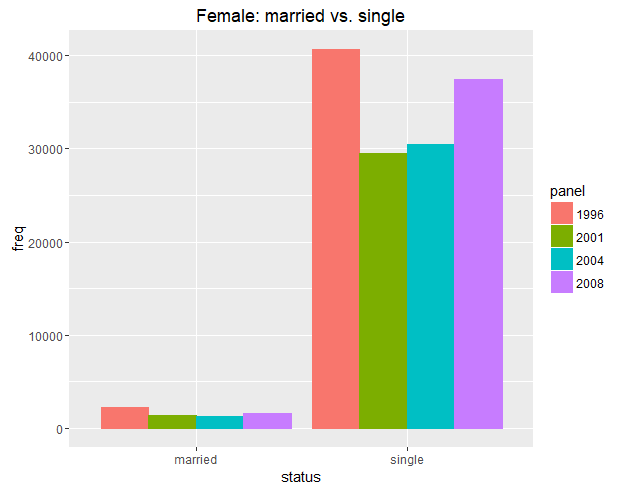 Female: married vs. single
40000
30000
20000
10000
0
freq
married single
status
panel
1996
2001
2004
2008